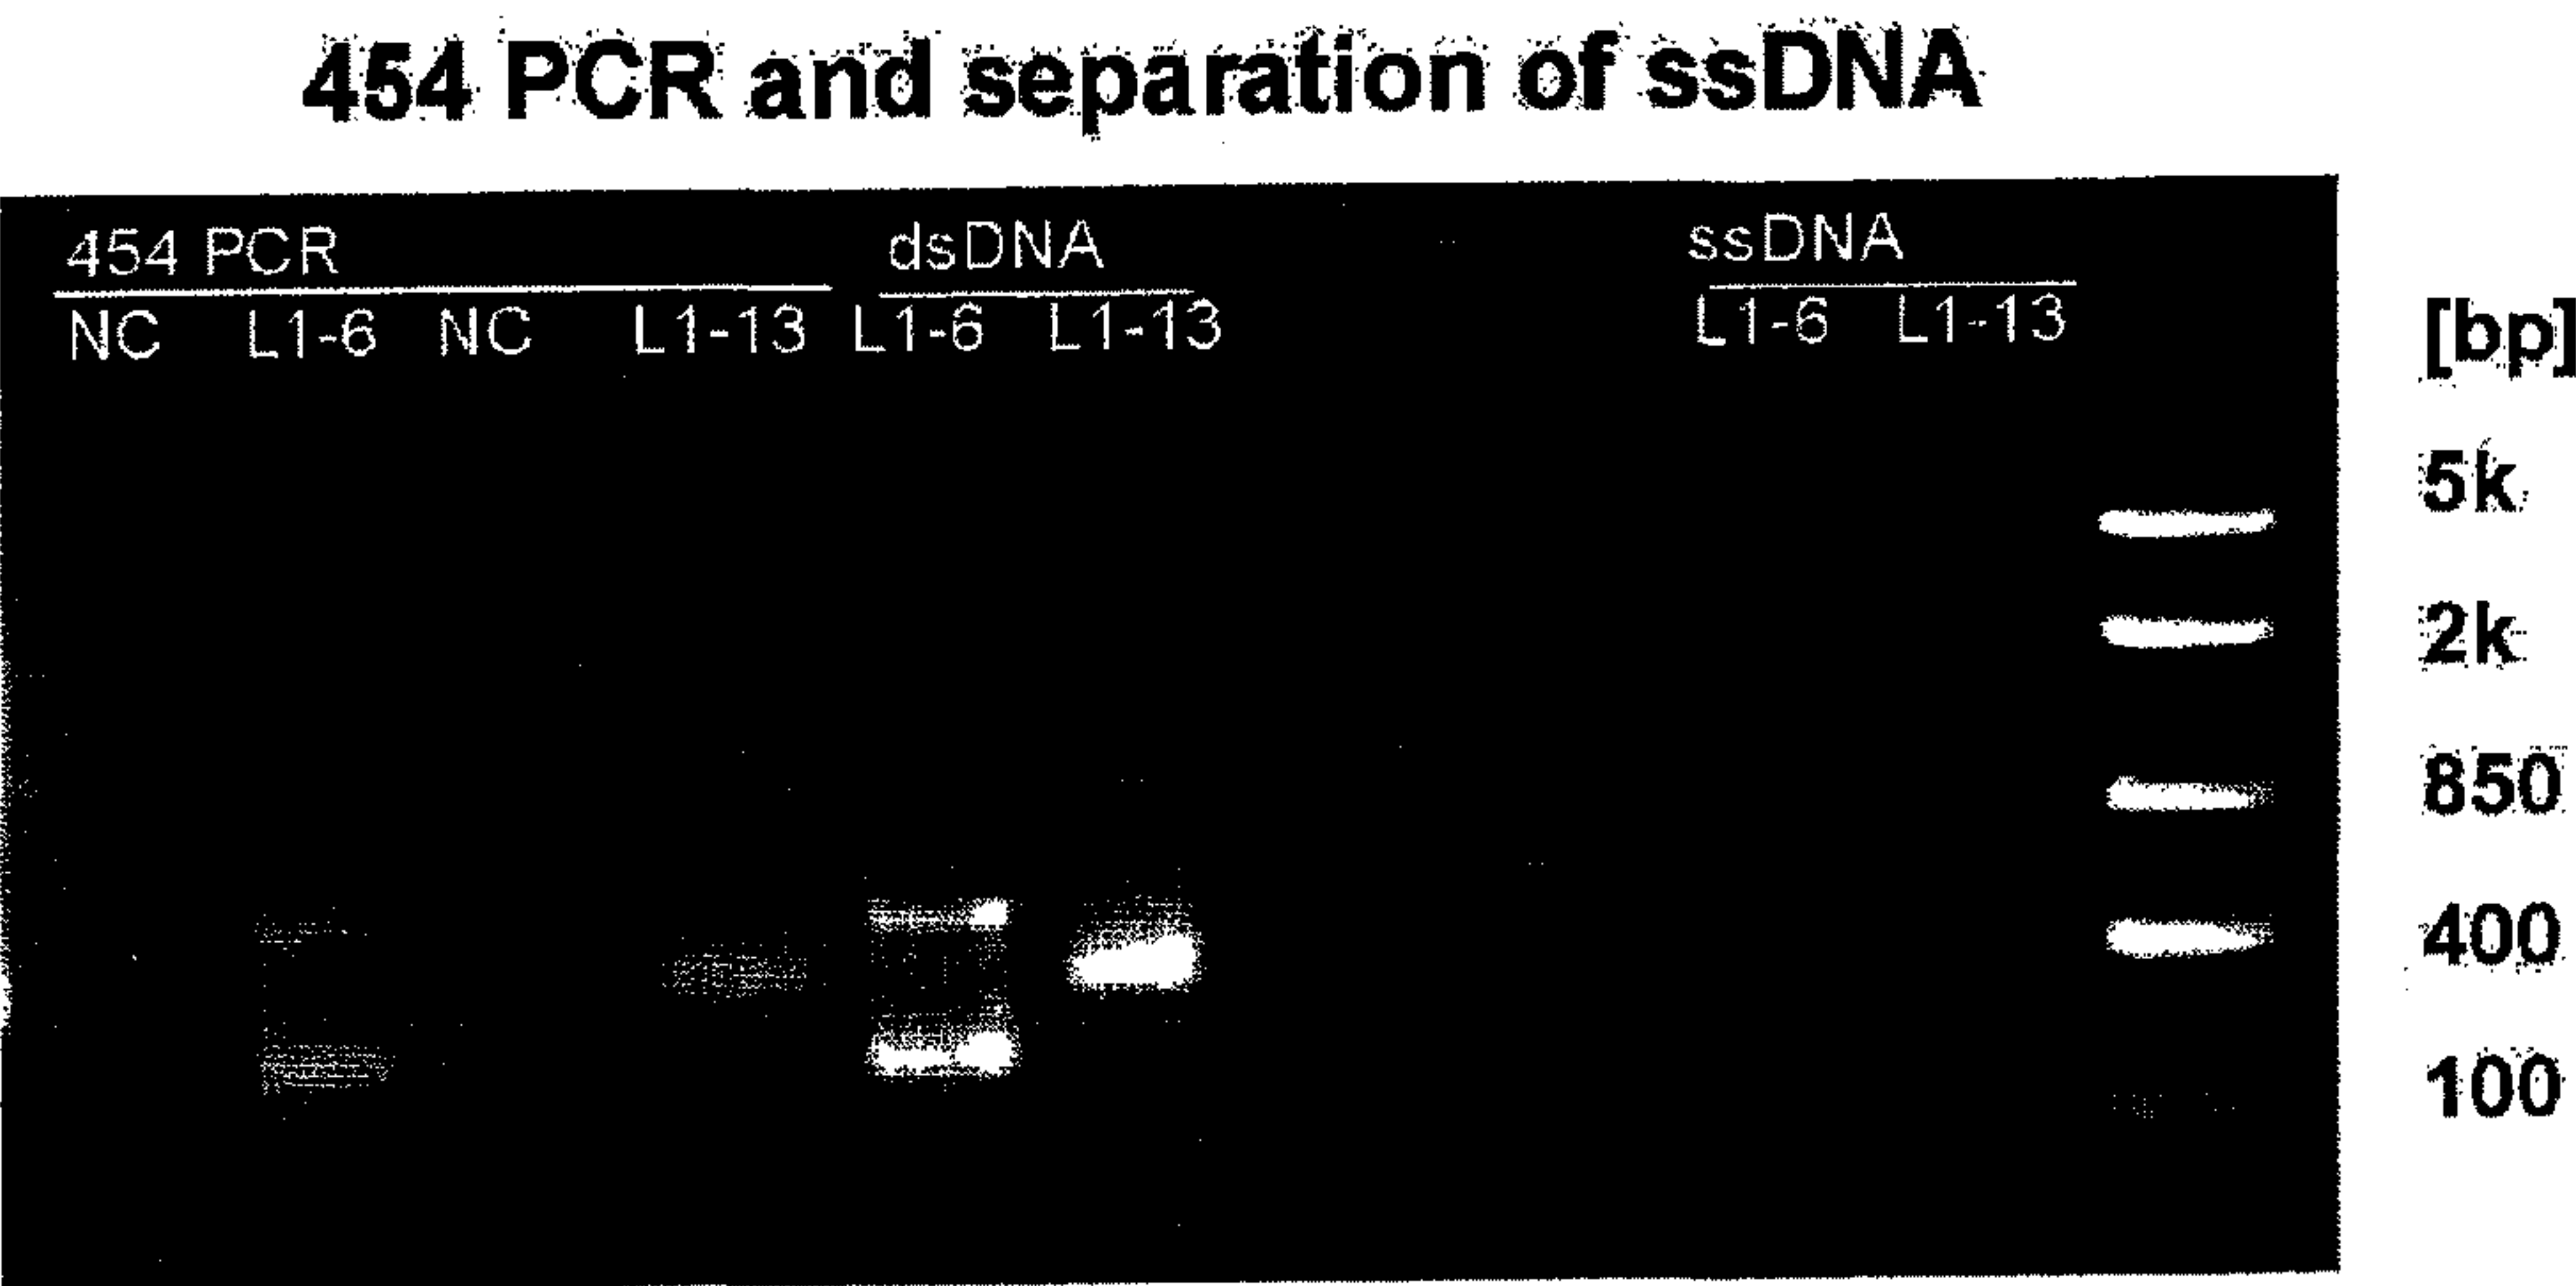 454 PCR and separation of ssDNA
454 PCR dsDNA ssDNA
NC L1-6 NC L1-13 L1-6 L1-13 L1-6 L1-13
[bp]
5k
2k
850
400
100